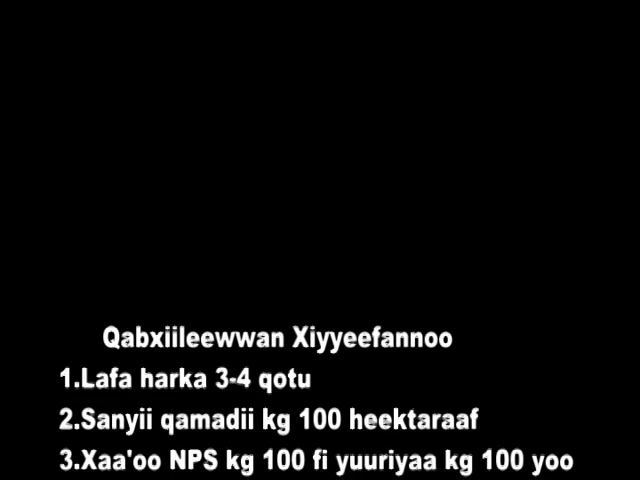 Qabxiileewwan Xiyyeefannoo
1.Lafa harka 3-4 qotu
2.Sanyii qamadii kg 100 heektaraaf
3.Xaa'oo NPS kg 100 fi yuuriyaa kg 100 yoo